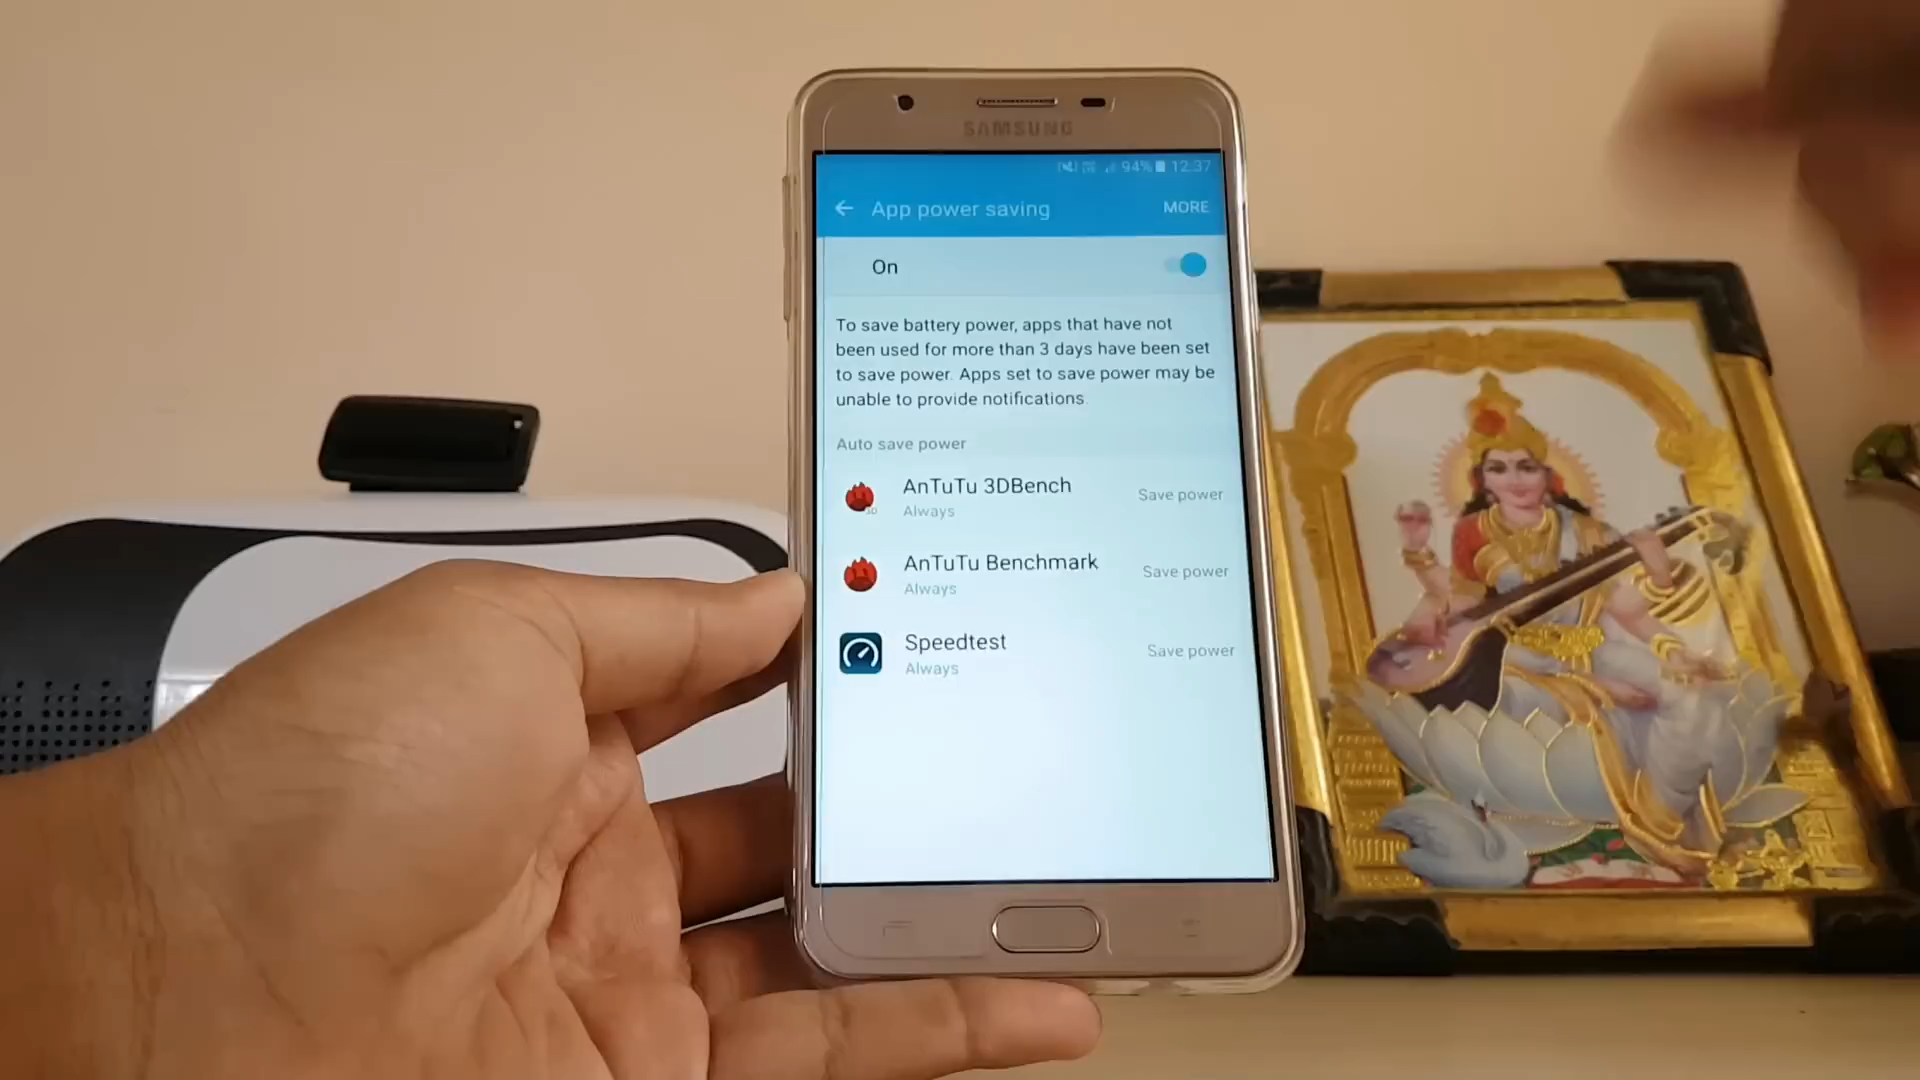 SAMSUNG
94% 12:37
App power saving MORE
On
To save battery power, apps that have not
been used for more than 3 days have been set
to save power. Apps set to save power may be
unable to provide notifications.
Auto save power
AnTuTu 3DBench
Always
Save power
AnTuTu Benchmark
Always
Save power
Speedtest
Always
Save power